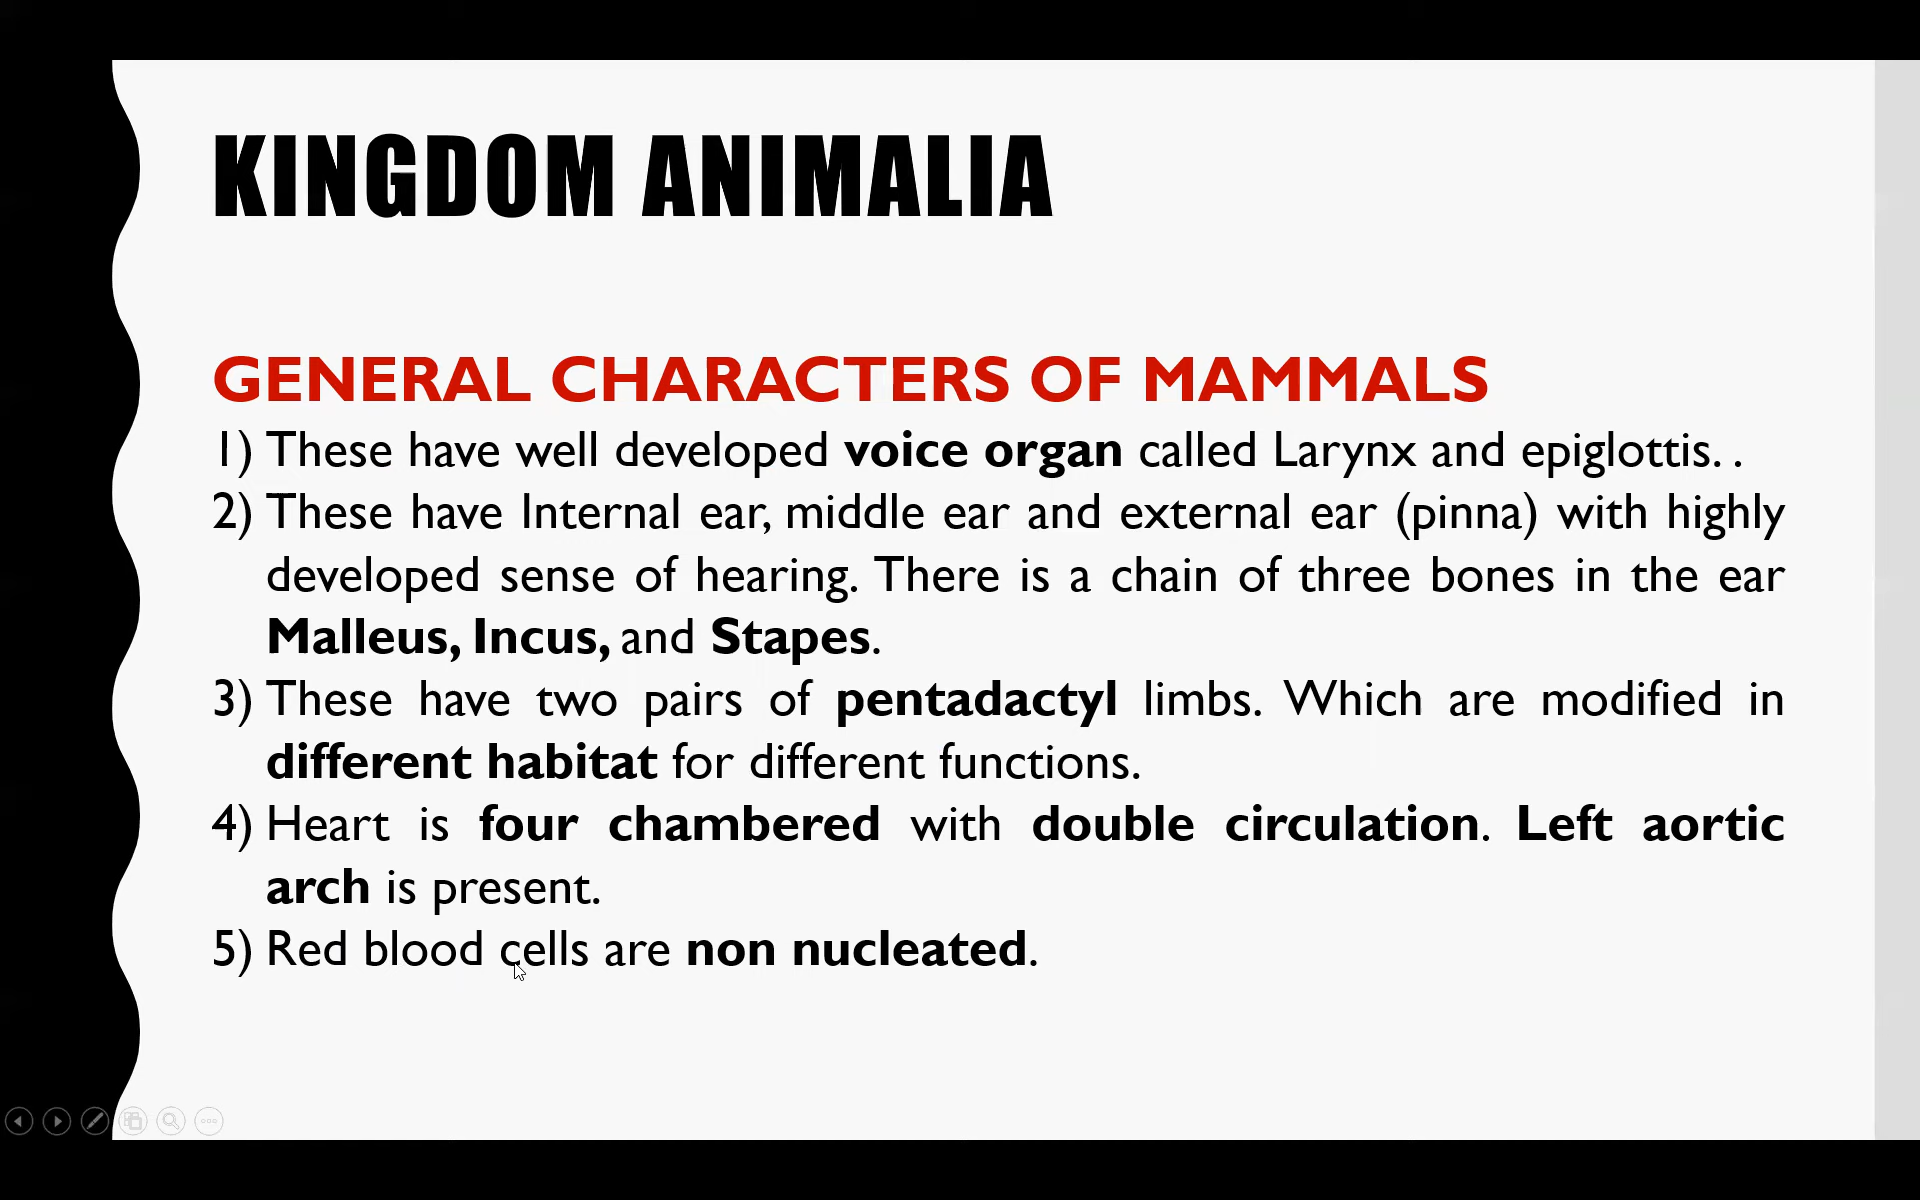 KINGDOM ANIMALIA
GENERAL CHARACTERS OF MAMMALS
1) These have well developed voice organ called Larynx and epiglottis. .
2) These have Internal ear, middle ear and external ear (pinna) with highly
developed sense of hearing. There is a chain of three bones in the ear
Malleus, Incus, and Stapes.
3) These have two pairs of pentadactyl limbs. Which are modified in
different habitat for different functions.
4) Heart is four chambered with double circulation. Left aortic
arch is present.
5) Red blood cells are non nucleated.